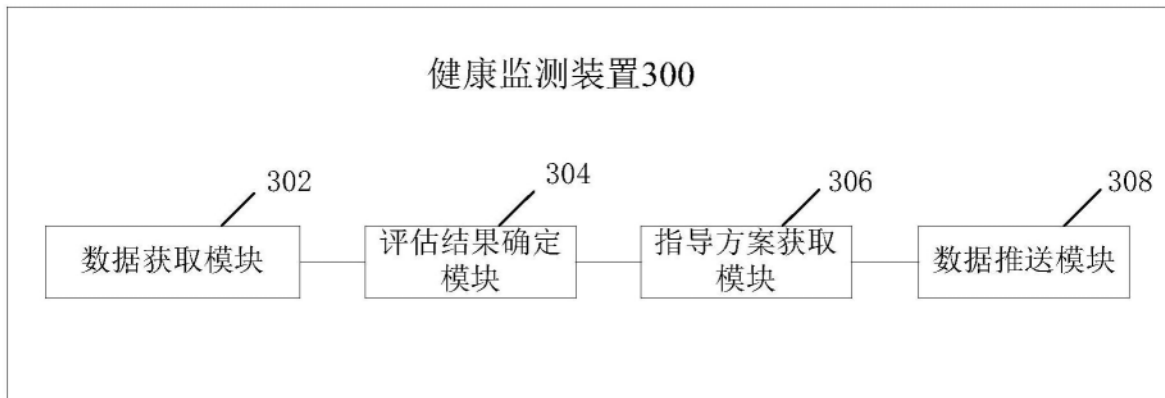 健康监测装置300
302
304
306
308
数据获取模块
评估结果确定
模块
指导方案获取
模块
数据推送模块